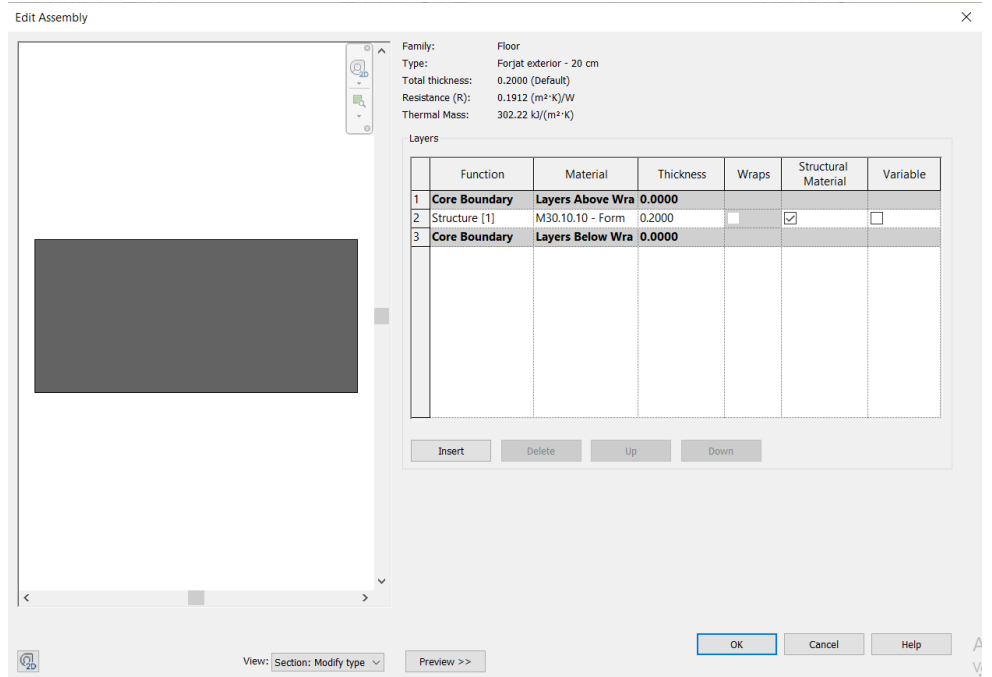 Edit Assembly
Family: Floor
Type: Forjat exterior - 20 cm
Total thickness: 0.2000 (Default)
Resistance (R): 0.1912 (m²·K)/W
Thermal Mass: 302.22 kJ/(m²·K)
Layers
Function Material Thickness Wraps Structural Material Variable
1 Core Boundary Layers Above Wra 0.0000
2 Structure [1] M30.10.10 - Form 0.2000
3 Core Boundary Layers Below Wra 0.0000
Insert Delete Up Down
OK Cancel Help
View: Section: Modify type Preview >>
2D
2D